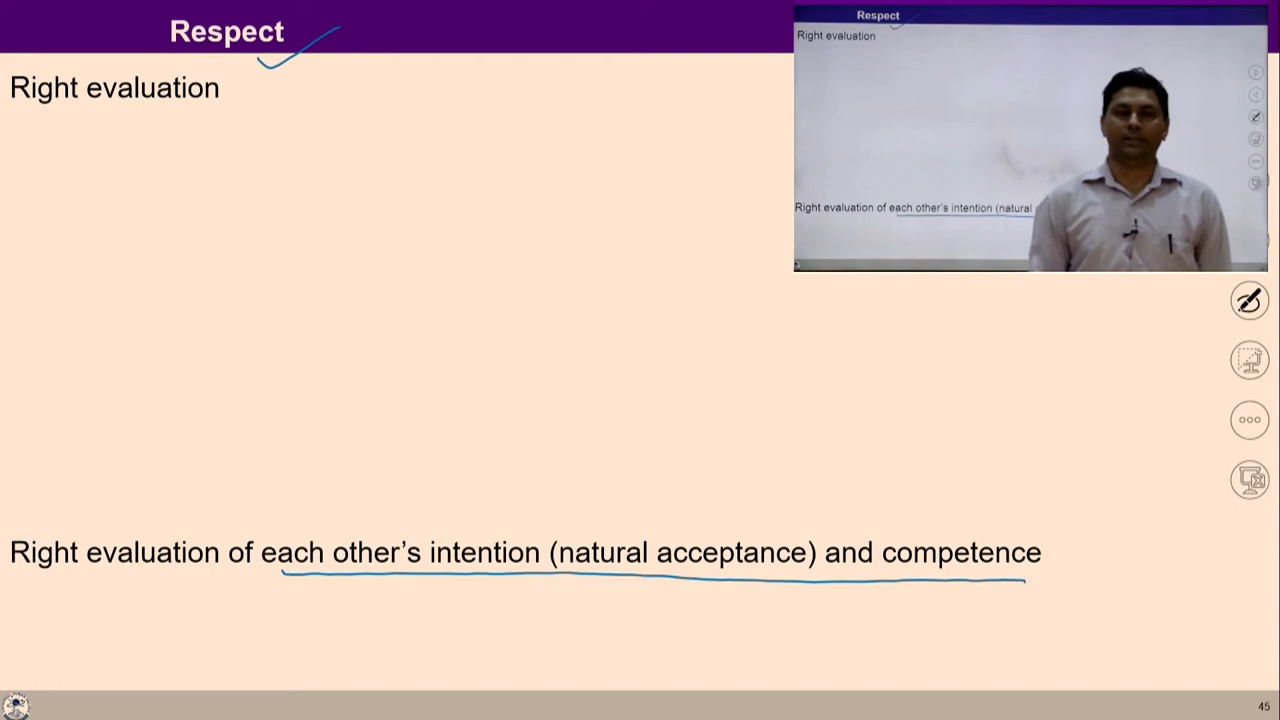 Respect
Right evaluation
Right evaluation of each other's intention (natural acceptance) and competence
45
Respect
Right evaluation
Right evaluation of each other's intention (natural